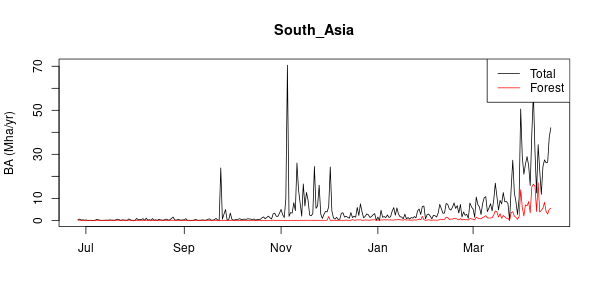 South_Asia
BA (Mha/yr)
70
50
30
10
0
Total
Forest
Jul Sep Nov Jan Mar